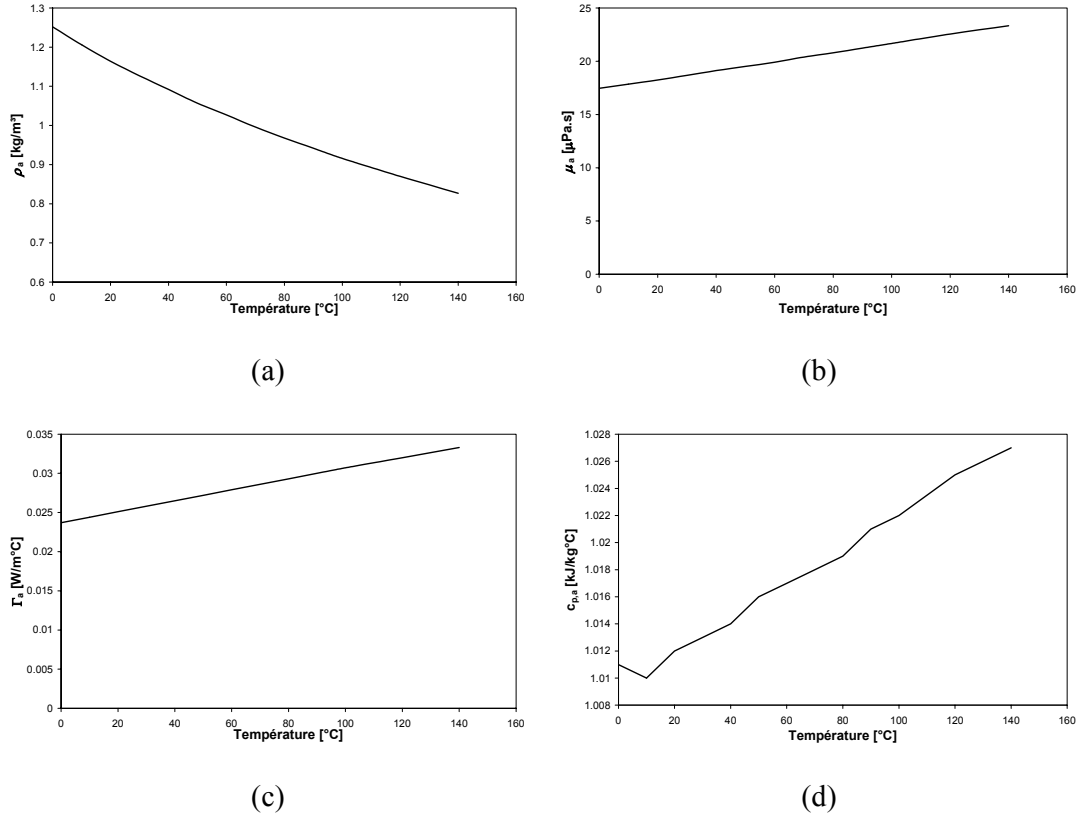 1.3
1.2
1.1
1
0.9
0.8
0.7
0.6
ρa [kg/m³]
0 20 40 60 80 100 120 140 160
Température [°C]
(a)
25
20
15
10
5
0
μa [μPa.s]
0 20 40 60 80 100 120 140 160
Température [°C]
(b)
0.035
0.03
0.025
0.02
0.015
0.01
0.005
0
Γa [W/m°C]
0 20 40 60 80 100 120 140 160
Température [°C]
(c)
1.028
1.026
1.024
1.022
1.02
1.018
1.016
1.014
1.012
1.01
1.008
cp,a [kJ/kg°C]
0 20 40 60 80 100 120 140 160
Température [°C]
(d)